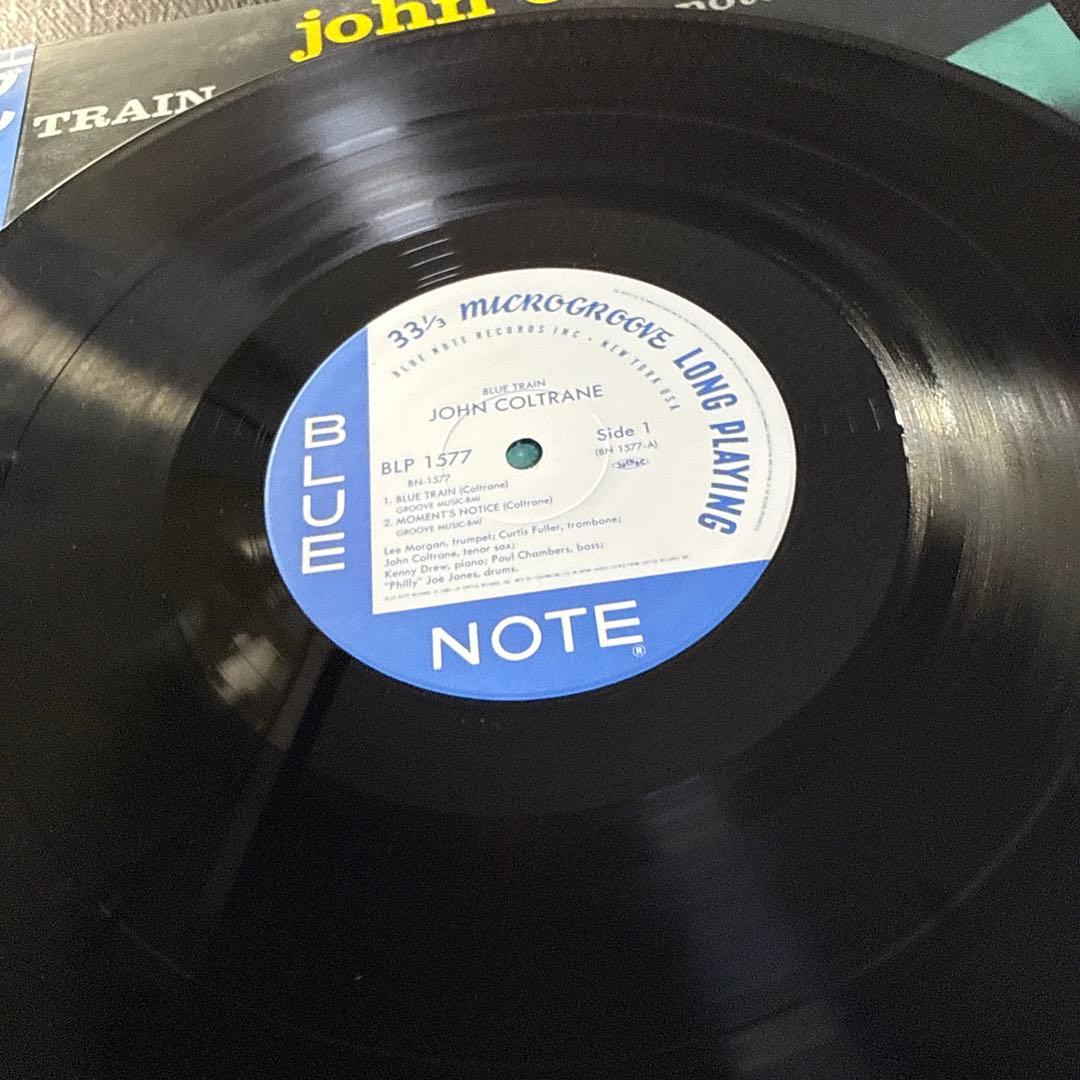 john
TRAIN
33⅓ MICROGROOVE LONG PLAYING
BLUE NOTE RECORDS INC • NEW YORK USA
BLUE TRAIN
JOHN COLTRANE
BLP 1577
BN-1577
Side 1
(BN 1577-A)
1. BLUE TRAIN (Coltrane)
GROOVE MUSIC-BMI
2. MOMENT'S NOTICE (Coltrane)
GROOVE MUSIC-BMI
Lee Morgan, trumpet; Curtis Fuller, trombone;
John Coltrane, tenor sax;
Kenny Drew, piano; Paul Chambers, bass;
"Philly" Joe Jones, drums.
BLUE
NOTE
®